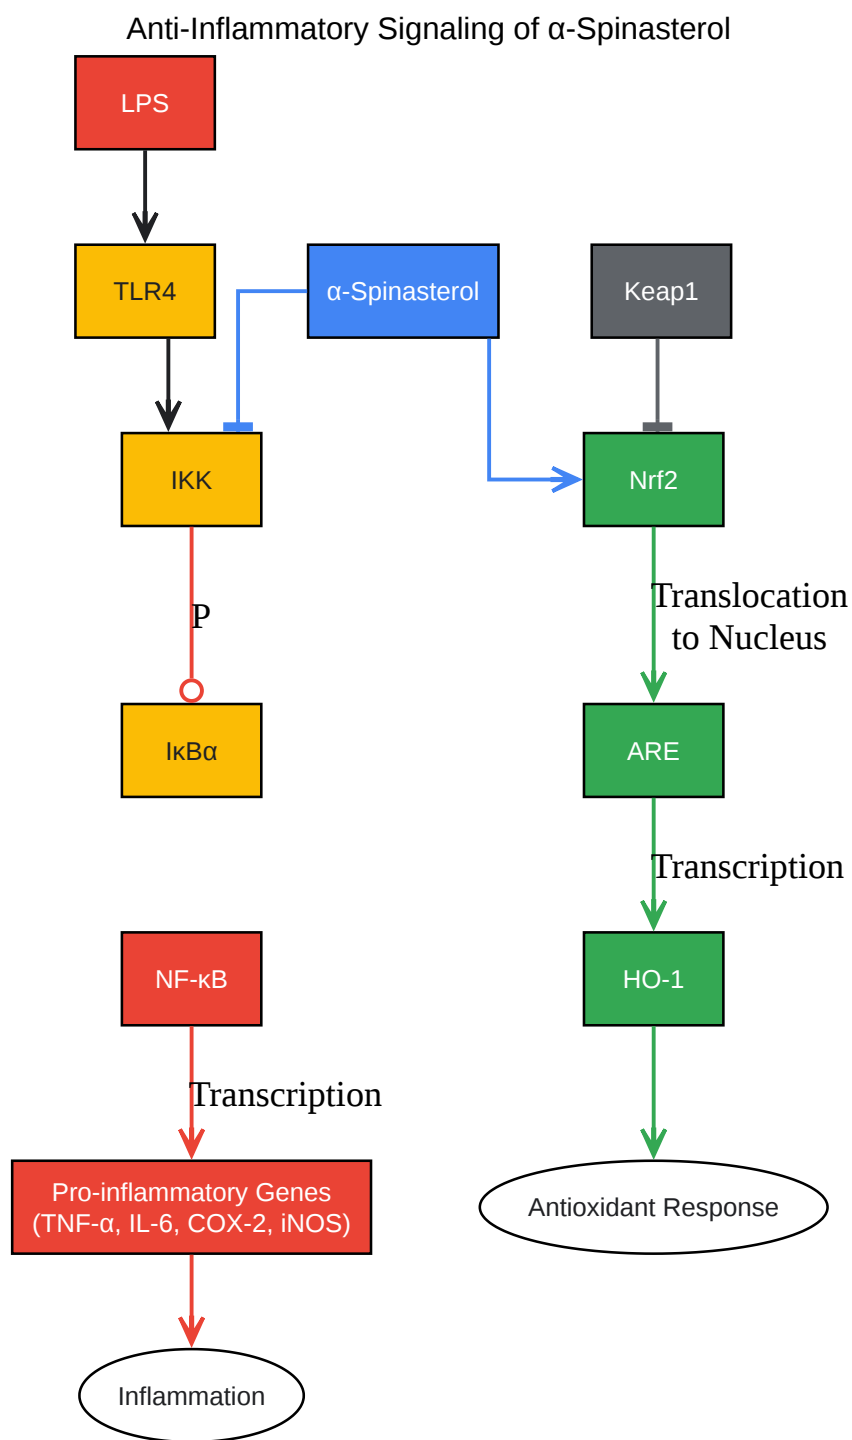 Anti-Inflammatory Signaling of α-Spinasterol
LPS
TLR4
α-Spinasterol
Keap1
IKK
Nrf2
P
Translocation
to Nucleus
IκBα
ARE
Transcription
NF-κB
HO-1
Transcription
Pro-inflammatory Genes
(TNF-α, IL-6, COX-2, iNOS)
Antioxidant Response
Inflammation